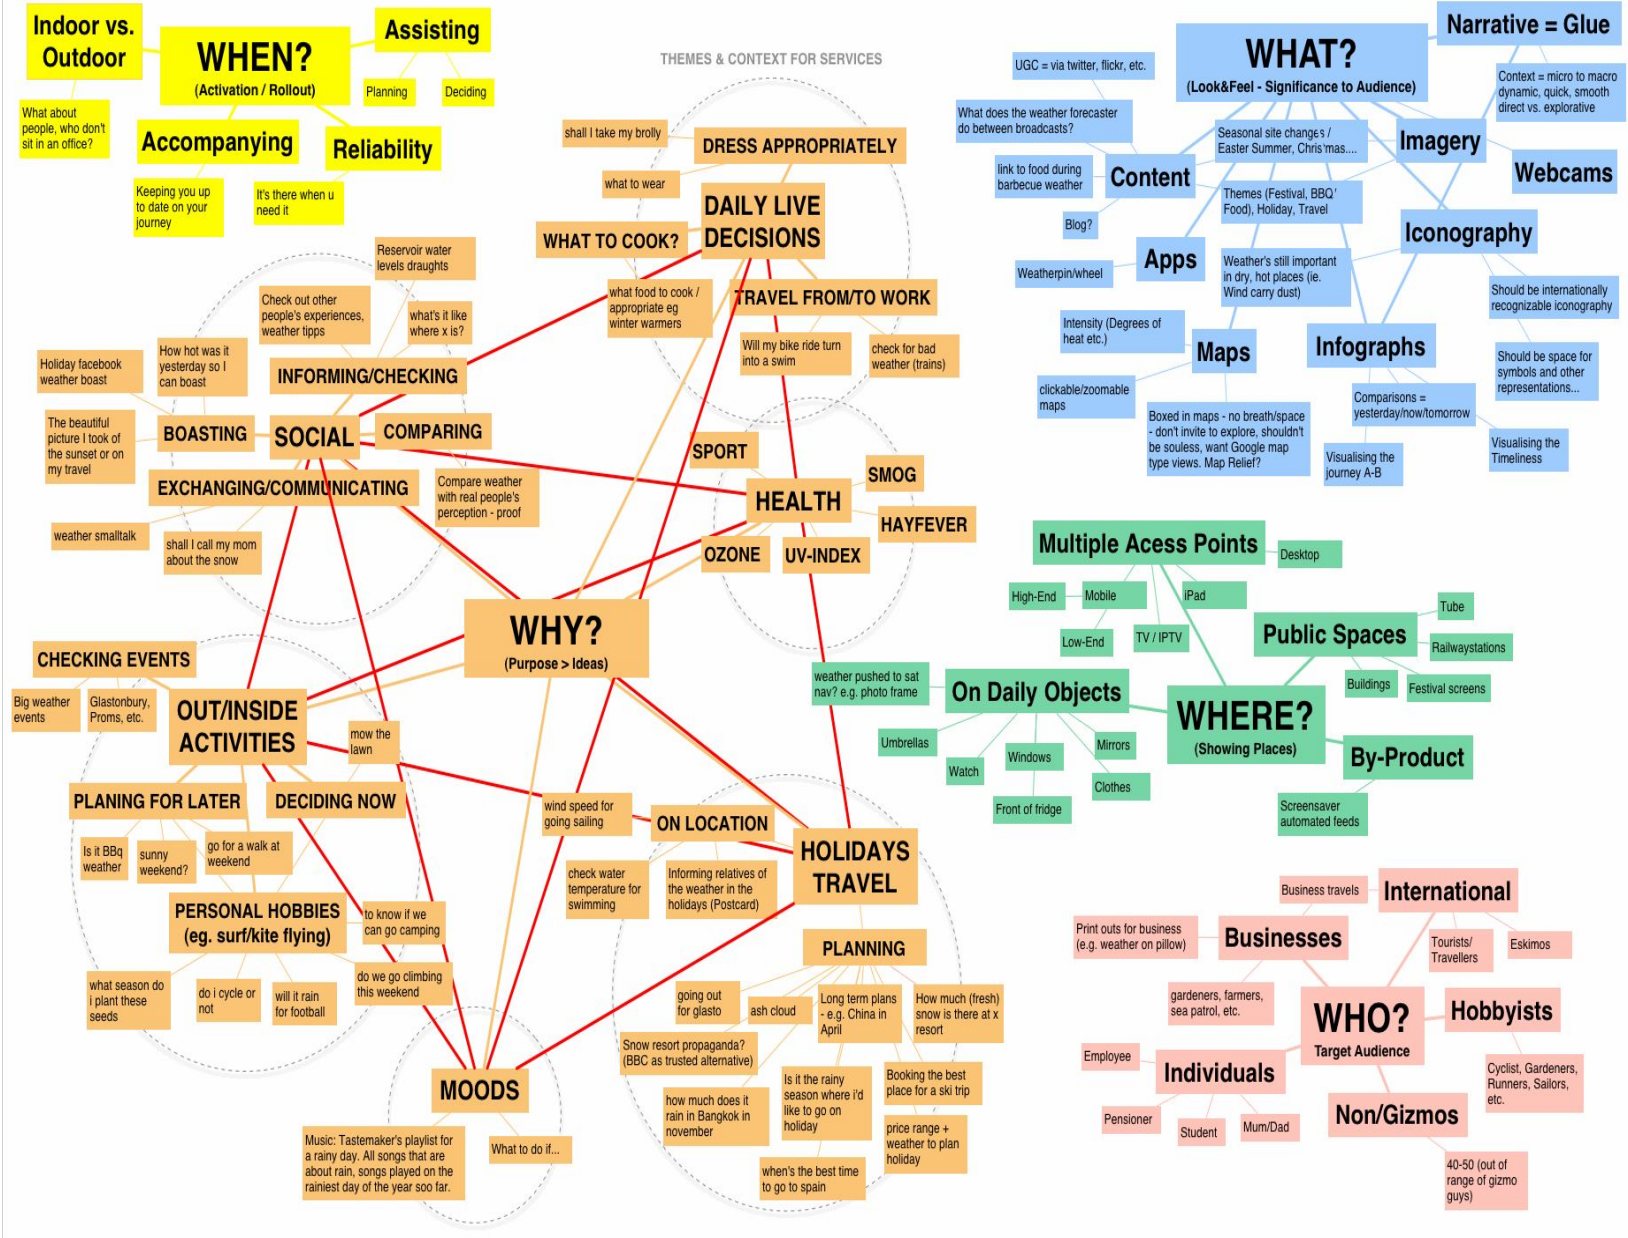 Indoor vs.
Outdoor
What about
people, who don't
sit in an office?
WHEN?
(Activation / Rollout)
Assisting
Planning
Deciding
Accompanying
Keeping you up
to date on your
journey
Reliability
It's there when u
need it
THEMES & CONTEXT FOR SERVICES
shall I take my brolly
DRESS APPROPRIATELY
what to wear
DAILY LIVE
DECISIONS
WHAT TO COOK?
what food to cook /
appropriate eg
winter warmers
TRAVEL FROM/TO WORK
Will my bike ride turn
into a swim
check for bad
weather (trains)
Reservoir water
levels draughts
Check out other
people's experiences,
weather tipps
what's it like
where x is?
How hot was it
yesterday so I
can boast
Holiday facebook
weather boast
INFORMING/CHECKING
The beautiful
picture I took of
the sunset or on
my travel
BOASTING
SOCIAL
COMPARING
EXCHANGING/COMMUNICATING
Compare weather
with real people's
perception - proof
weather smalltalk
shall I call my mom
about the snow
SPORT
SMOG
HEALTH
HAYFEVER
OZONE
UV-INDEX
WHY?
(Purpose > Ideas)
CHECKING EVENTS
Big weather
events
Glastonbury,
Proms, etc.
OUT/INSIDE
ACTIVITIES
mow the
lawn
PLANING FOR LATER
DECIDING NOW
Is it BBq
weather
sunny
weekend?
go for a walk at
weekend
PERSONAL HOBBIES
(eg. surf/kite flying)
to know if we
can go camping
what season do
i plant these
seeds
do i cycle or
not
will it rain
for football
do we go climbing
this weekend
wind speed for
going sailing
ON LOCATION
HOLIDAYS
TRAVEL
check water
temperature for
swimming
Informing relatives of
the weather in the
holidays (Postcard)
PLANNING
going out
for glasto
ash cloud
Long term plans
- e.g. China in
April
How much (fresh)
snow is there at x
resort
Snow resort propaganda?
(BBC as trusted alternative)
how much does it
rain in Bangkok in
november
Is it the rainy
season where i'd
like to go on
holiday
Booking the best
place for a ski trip
price range +
weather to plan
holiday
when's the best time
to go to spain
MOODS
Music: Tastemaker's playlist for
a rainy day. All songs that are
about rain, songs played on the
rainiest day of the year soo far.
What to do if...
WHAT?
(Look&Feel - Significance to Audience)
Narrative = Glue
Context = micro to macro
dynamic, quick, smooth
direct vs. explorative
UGC = via twitter, flickr, etc.
What does the weather forecaster
do between broadcasts?
link to food during
barbecue weather
Content
Blog?
Seasonal site changes /
Easter Summer, Chris'mas....
Themes (Festival, BBQ'
Food), Holiday, Travel
Weather's still important
in dry, hot places (ie.
Wind carry dust)
Imagery
Webcams
Iconography
Should be internationally
recognizable iconography
Should be space for
symbols and other
representations...
Apps
Weatherpin/wheel
Intensity (Degrees of
heat etc.)
Maps
clickable/zoomable
maps
Boxed in maps - no breath/space
- don't invite to explore, shouldn't
be souless, want Google map
type views. Map Relief?
Infographs
Comparisons =
yesterday/now/tomorrow
Visualising the
journey A-B
Visualising the
Timeliness
Multiple Acess Points
Desktop
High-End
Mobile
iPad
Low-End
TV / IPTV
Public Spaces
Tube
Railwaystations
Buildings
Festival screens
weather pushed to sat
nav? e.g. photo frame
On Daily Objects
Umbrellas
Watch
Windows
Mirrors
Front of fridge
Clothes
WHERE?
(Showing Places)
By-Product
Screensaver
automated feeds
Business travels
International
Print outs for business
(e.g. weather on pillow)
Businesses
Tourists/
Travellers
Eskimos
gardeners, farmers,
sea patrol, etc.
WHO?
Target Audience
Hobbyists
Cyclist, Gardeners,
Runners, Sailors,
etc.
Employee
Individuals
Pensioner
Student
Mum/Dad
Non/Gizmos
40-50 (out of
range of gizmo
guys)